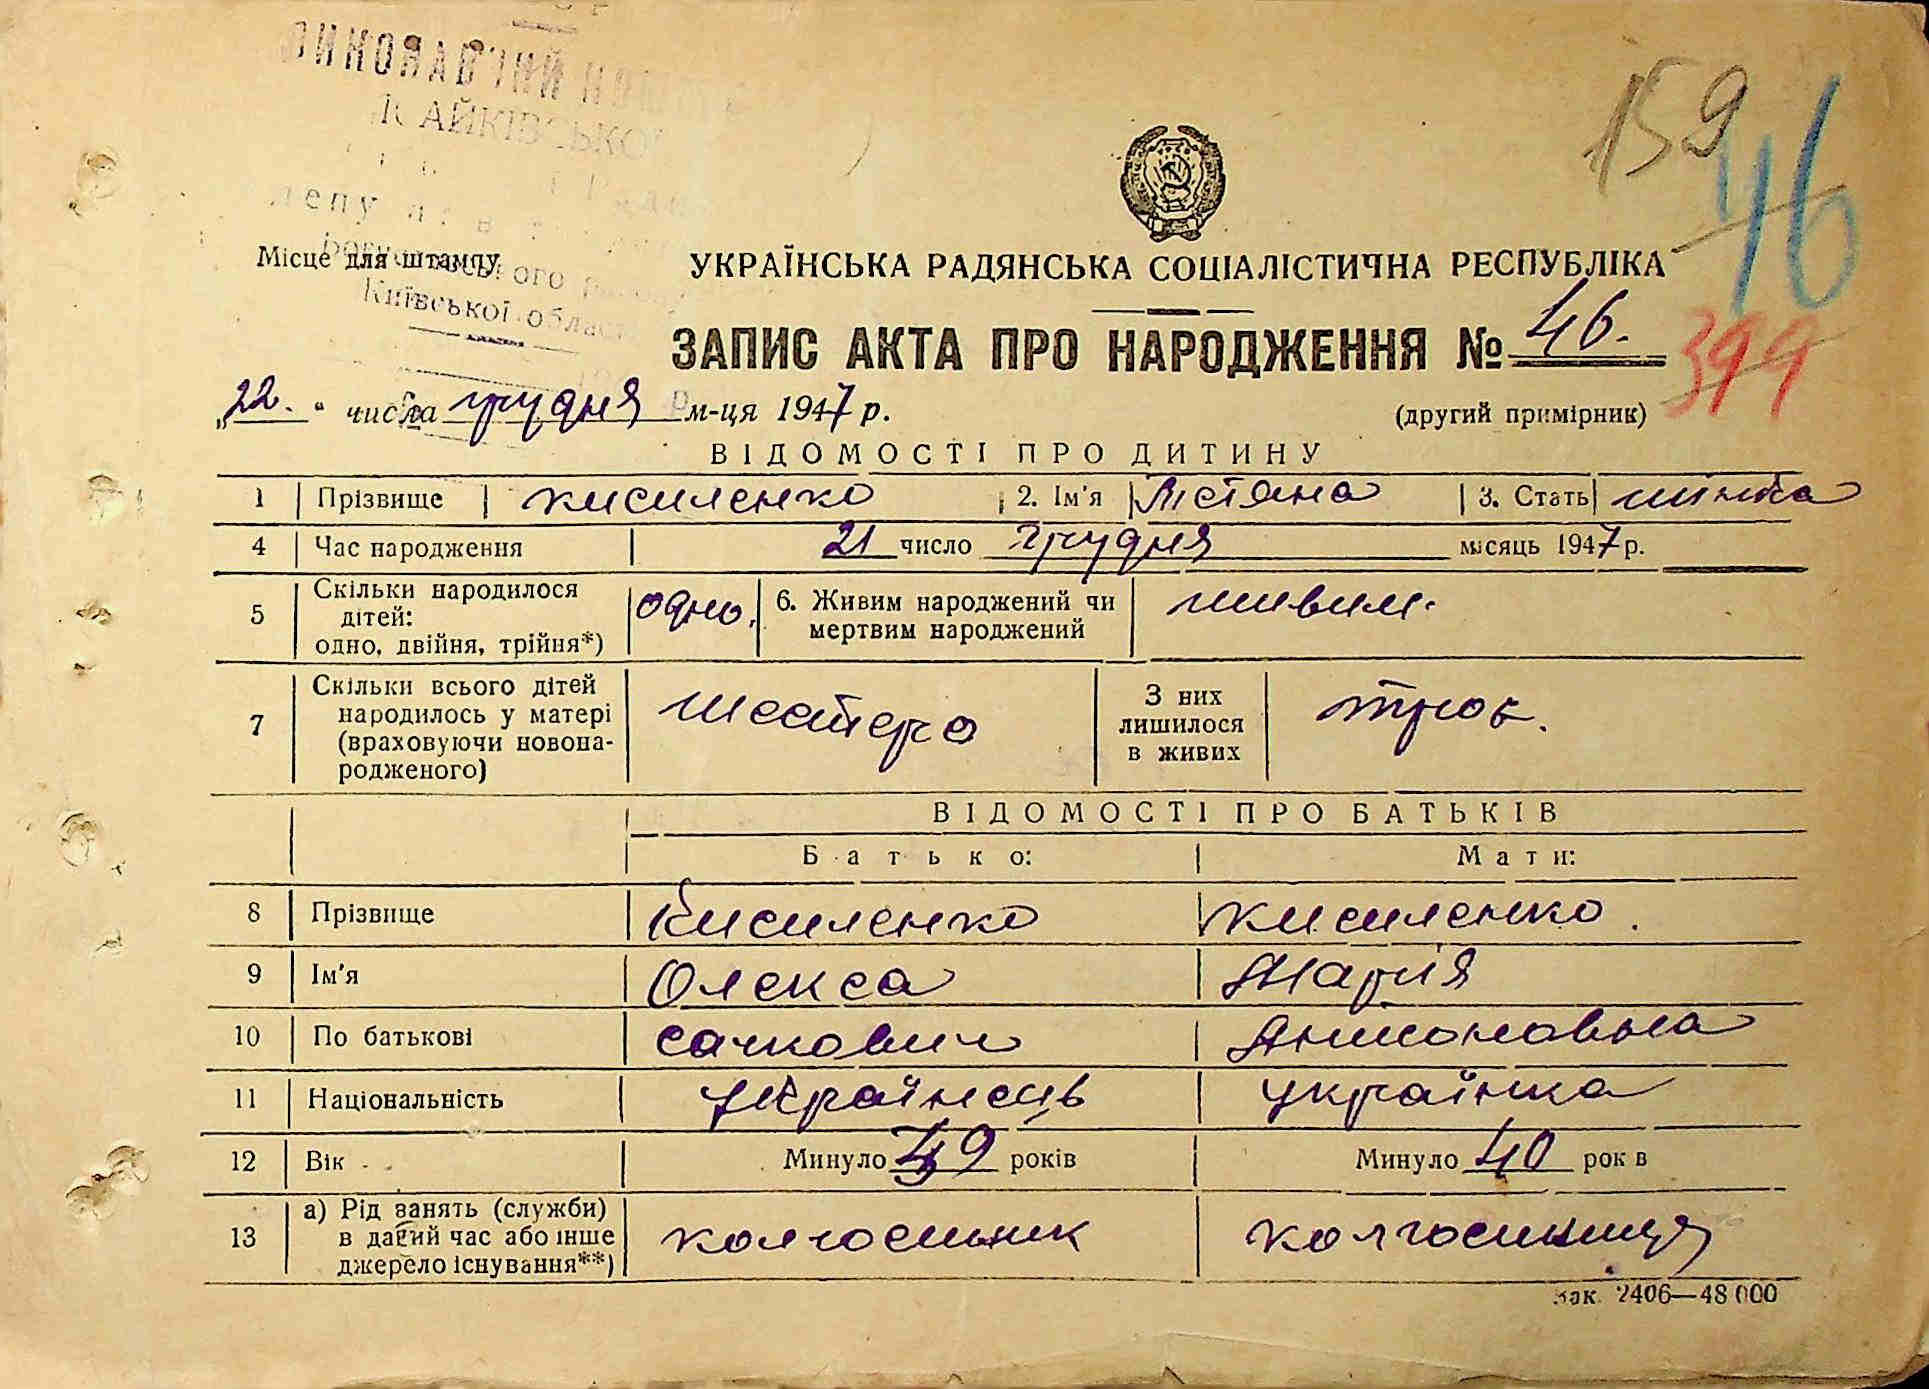 159
46
ВИКОНАВЧИЙ
Київської області
Місце для штампу
УКРАЇНСЬКА РАДЯНСЬКА СОЦІАЛІСТИЧНА РЕСПУБЛІКА
ЗАПИС АКТА ПРО НАРОДЖЕННЯ № 46.
399
„22.“ числа грудня м-ця 1947 р.
(другий примірник)
ВІДОМОСТІ ПРО ДИТИНУ
1 Прізвище Кисиленко 2. Ім'я Тетяна 3. Стать жіноча
4 Час народження 21 число грудня місяць 1947 р.
5 Скільки народилося дітей: одно, двійня, трійня*) одно. 6. Живим народжений чи мертвим народжений живим.
7 Скільки всього дітей народилось у матері (враховуючи новонародженого) шестеро З них лишилося в живих троє.
ВІДОМОСТІ ПРО БАТЬКІВ
Батько: Мати:
8 Прізвище Кисиленко Кисиленко.
9 Ім'я Олекса Марія
10 По батькові Антоновна
11 Національність Українець українка
12 Вік Минуло 49 років Минуло 40 років
13 а) Рід занять (служби) в даний час або інше джерело існування**) колгоспник колгоспниця
Зак. 2406—48 000